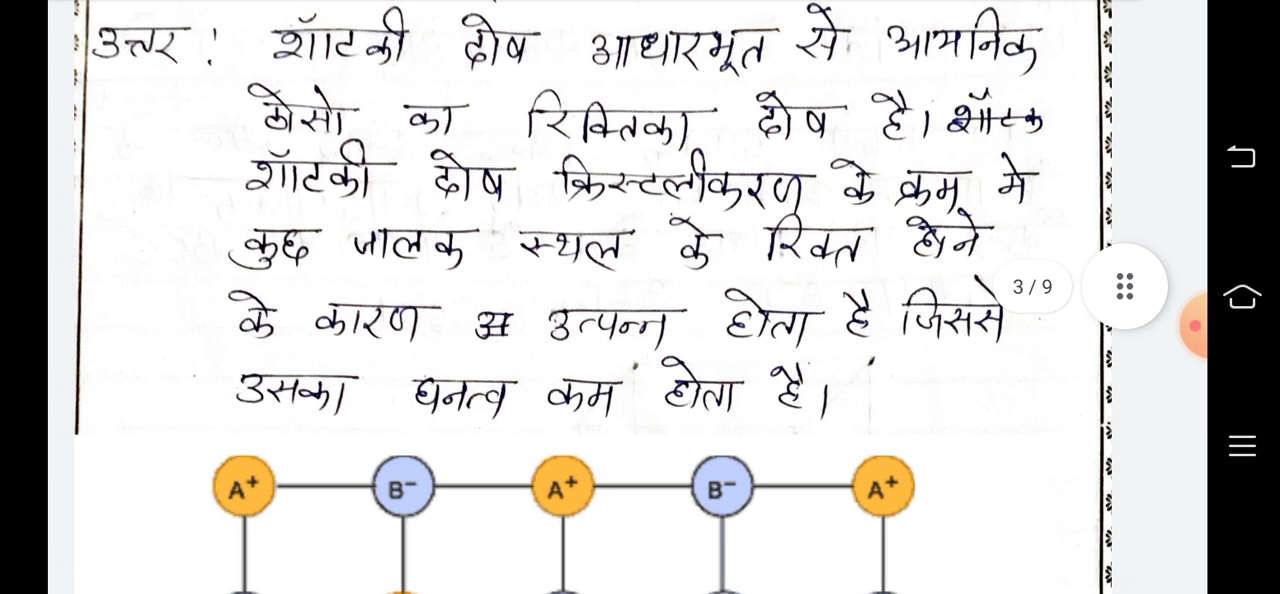 उत्तर : शॉटकी दोष आधारभूत से आयनिक
ठोसो का रिक्तिका दोष है। शॉटक
शॉटकी दोष क्रिस्टलीकरण के क्रम मे
कुछ जालक स्थल के रिक्त होने
3/9
के कारण अ उत्पन्न होता है जिससे
उसका घनत्व कम होता है।
A⁺ B⁻ A⁺ B⁻ A⁺